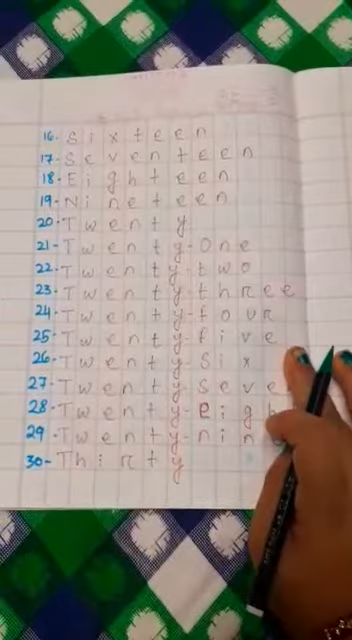 16. Sixteen
17. Seventeen
18. Eighteen
19. Nineteen
20. Twenty
21. Twenty-One
22. Twenty-two
23. Twenty-three
24. Twenty-four
25. Twenty-five
26. Twenty-Six
27. Twenty-Seve
28. Twenty-Eigh
29. Twenty-nin
30- Thirty